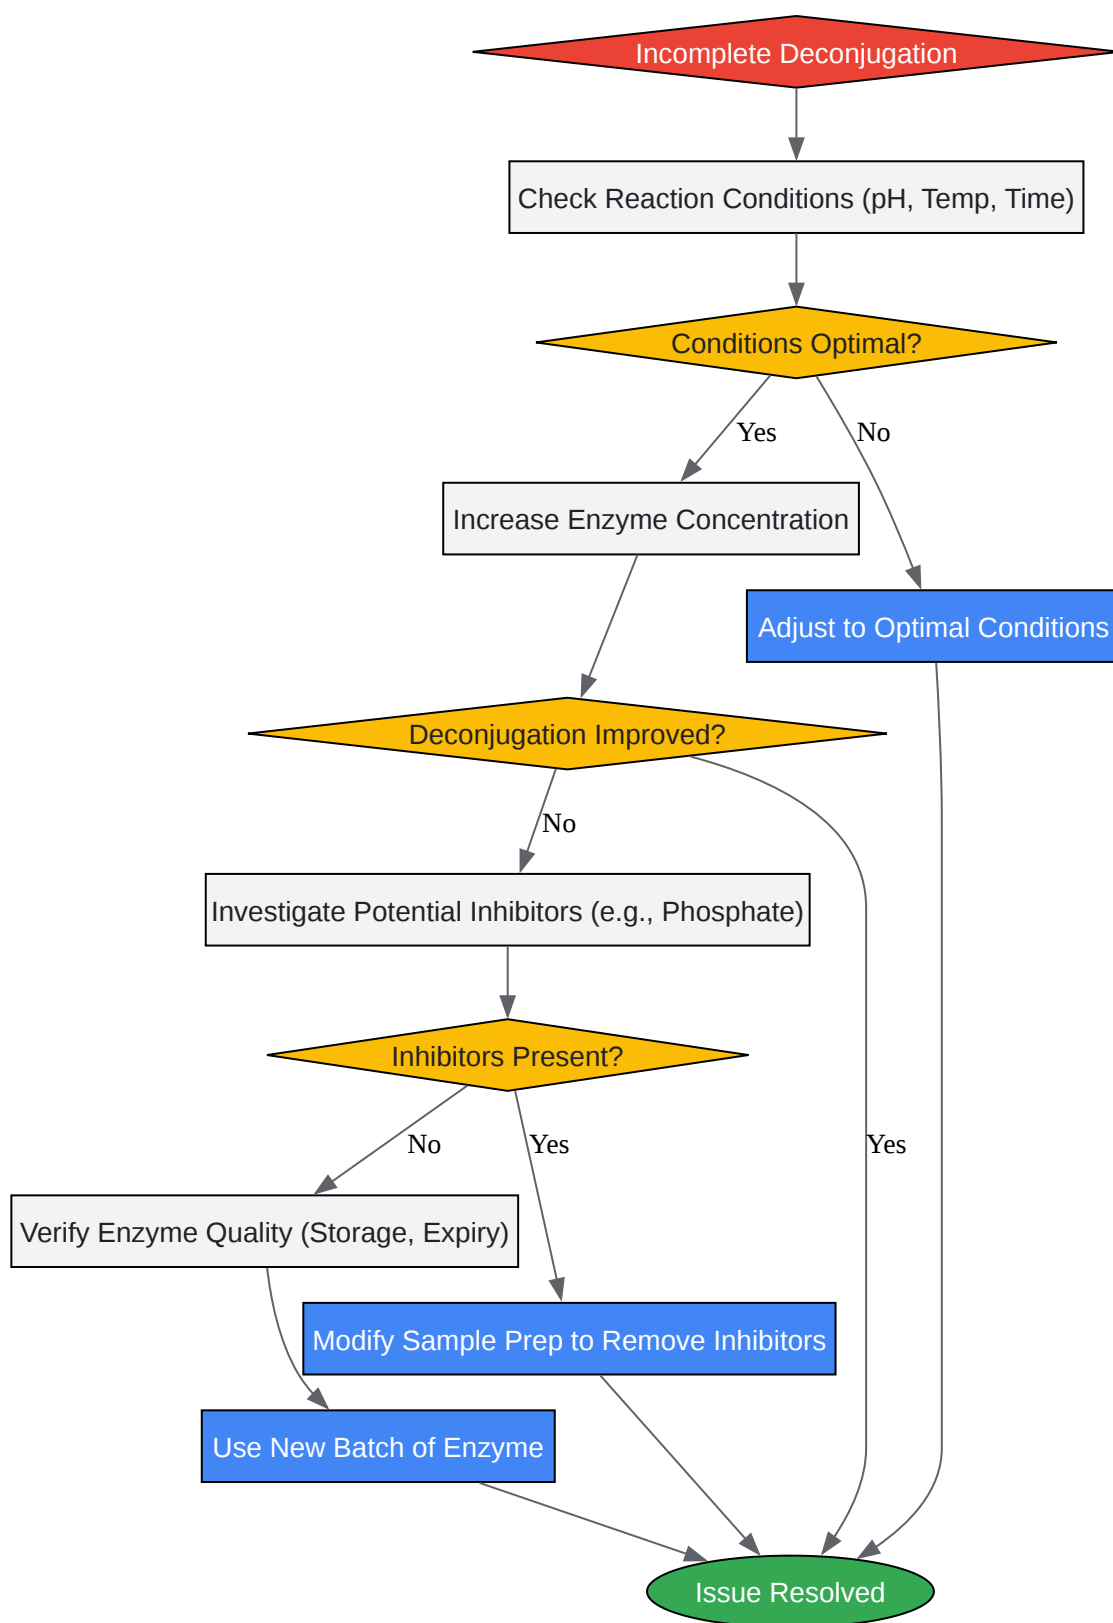 Incomplete Deconjugation
Check Reaction Conditions (pH, Temp, Time)
Conditions Optimal?
Yes
No
Increase Enzyme Concentration
Adjust to Optimal Conditions
Deconjugation Improved?
No
Investigate Potential Inhibitors (e.g., Phosphate)
Inhibitors Present?
No
Yes
Yes
Verify Enzyme Quality (Storage, Expiry)
Modify Sample Prep to Remove Inhibitors
Use New Batch of Enzyme
Issue Resolved